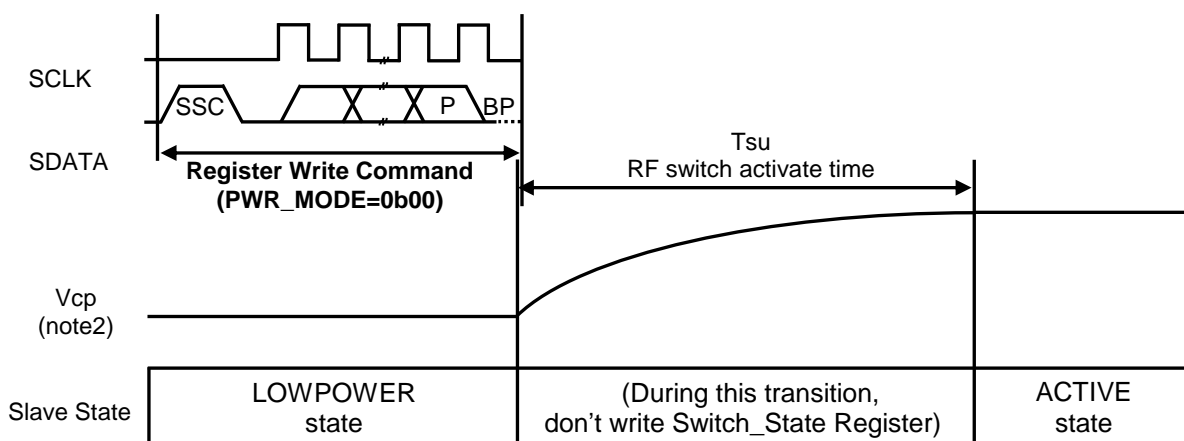 SCLK
SSC
P
BP
SDATA
Register Write Command
(PWR_MODE=0b00)
Tsu
RF switch activate time
Vcp
(note2)
Slave State
LOWPOWER
state
(During this transition,
don't write Switch_State Register)
ACTIVE
state